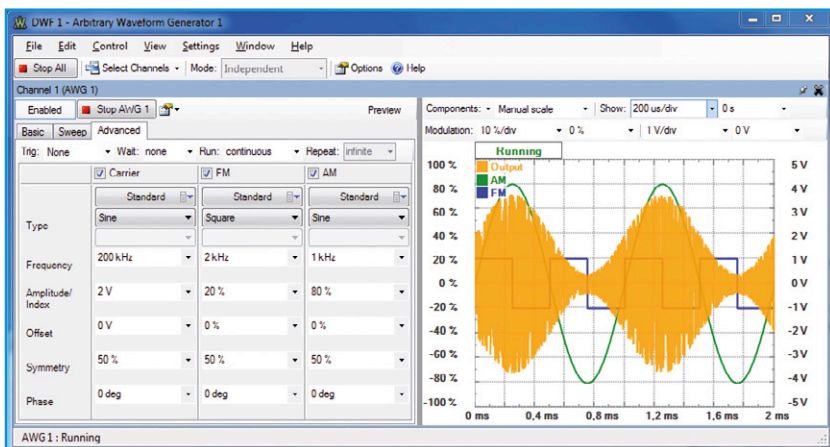 DWF 1 - Arbitrary Waveform Generator 1
File Edit Control View Settings Window Help
Stop All Select Channels Mode: Independent Options Help
Channel 1 (AWG 1)
Enabled Stop AWG 1 Preview
Basic Sweep Advanced
Trig: None Wait: none Run: continuous Repeat: infinite
Carrier FM AM
Standard Standard Standard
Type Sine Square Sine
Frequency 200 kHz 2 kHz 1 kHz
Amplitude/
Index 2 V 20 % 80 %
Offset 0 V 0 % 0 %
Symmetry 50 % 50 % 50 %
Phase 0 deg 0 deg 0 deg
Components: Manual scale Show: 200 us/div 0 s
Modulation: 10 %/div 0 % 1 V/div 0 V
Running
Output
AM
FM
100 % 5 V
80 % 4 V
60 % 3 V
40 % 2 V
20 % 1 V
0 % 0 V
-20 % -1 V
-40 % -2 V
-60 % -3 V
-80 % -4 V
-100 % -5 V
0 ms 0,4 ms 0,8 ms 1,2 ms 1,6 ms 2 ms
AWG 1 : Running